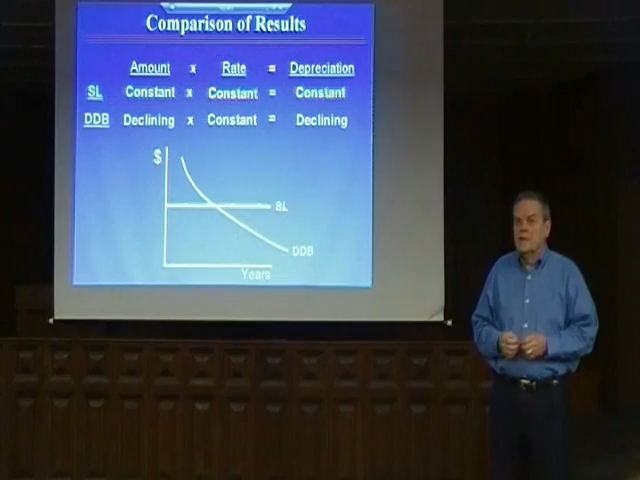 Comparison of Results
Amount x Rate = Depreciation
SL Constant x Constant = Constant
DDB Declining x Constant = Declining
$
SL
DDB
Years